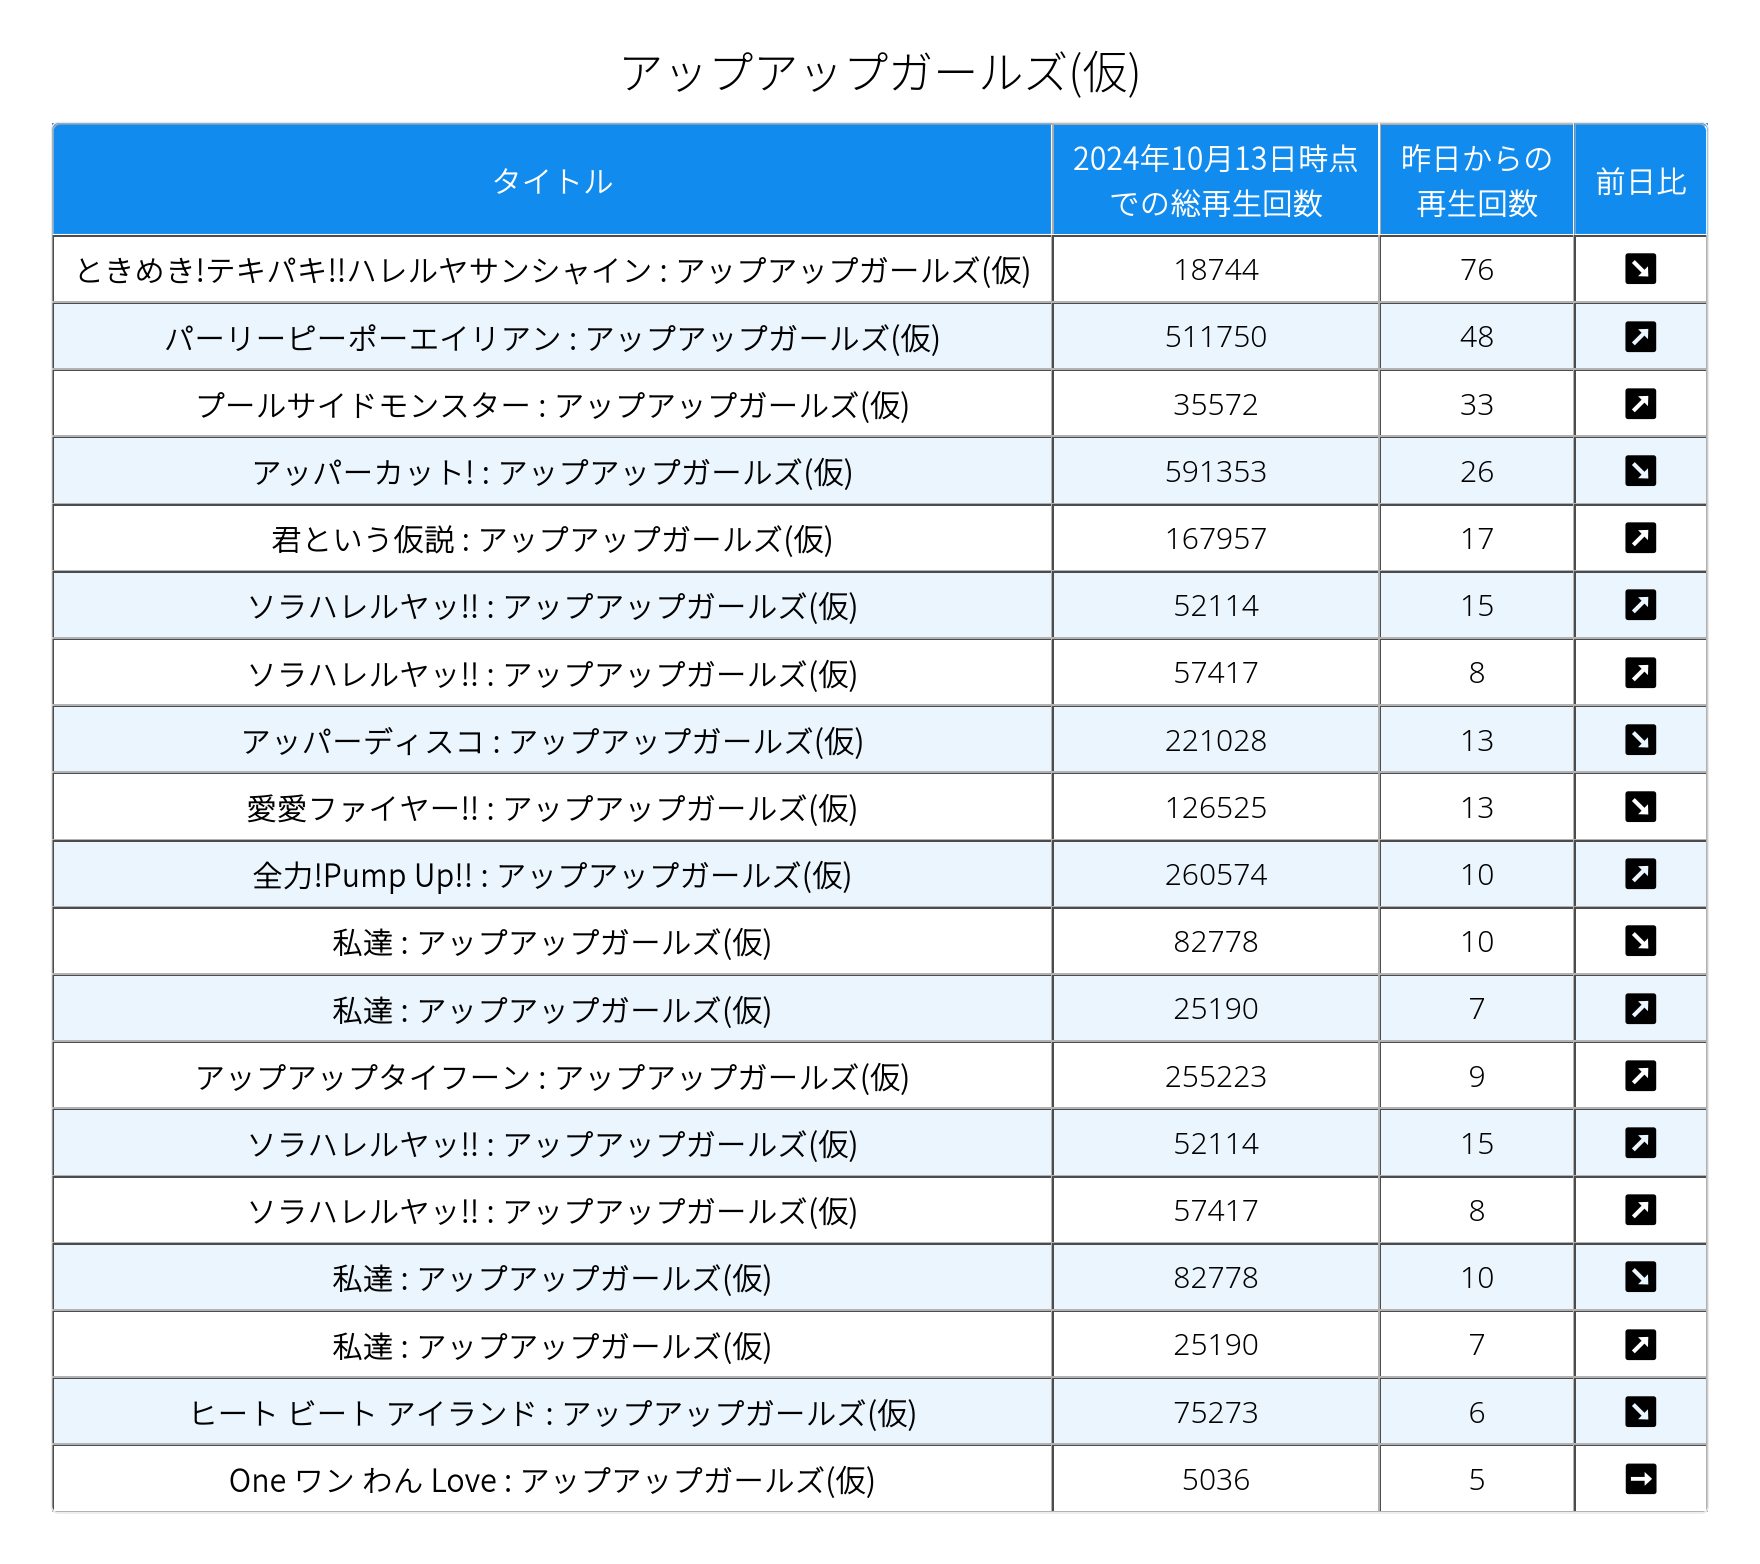 アップアップガールズ(仮)
タイトル 2024年10月13日時点での総再生回数 昨日からの再生回数 前日比
ときめき!テキパキ!!ハレルヤサンシャイン : アップアップガールズ(仮) 18744 76 ↘
パーリーピーポーエイリアン : アップアップガールズ(仮) 511750 48 ↗
プールサイドモンスター : アップアップガールズ(仮) 35572 33 ↗
アッパーカット! : アップアップガールズ(仮) 591353 26 ↘
君という仮説 : アップアップガールズ(仮) 167957 17 ↗
ソラハレルヤッ!! : アップアップガールズ(仮) 52114 15 ↗
ソラハレルヤッ!! : アップアップガールズ(仮) 57417 8 ↗
アッパーディスコ : アップアップガールズ(仮) 221028 13 ↘
愛愛ファイヤー!! : アップアップガールズ(仮) 126525 13 ↘
全力!Pump Up!! : アップアップガールズ(仮) 260574 10 ↗
私達 : アップアップガールズ(仮) 82778 10 ↘
私達 : アップアップガールズ(仮) 25190 7 ↗
アップアップタイフーン : アップアップガールズ(仮) 255223 9 ↗
ソラハレルヤッ!! : アップアップガールズ(仮) 52114 15 ↗
ソラハレルヤッ!! : アップアップガールズ(仮) 57417 8 ↗
私達 : アップアップガールズ(仮) 82778 10 ↘
私達 : アップアップガールズ(仮) 25190 7 ↗
ヒート ビート アイランド : アップアップガールズ(仮) 75273 6 ↘
One ワン わん Love : アップアップガールズ(仮) 5036 5 →